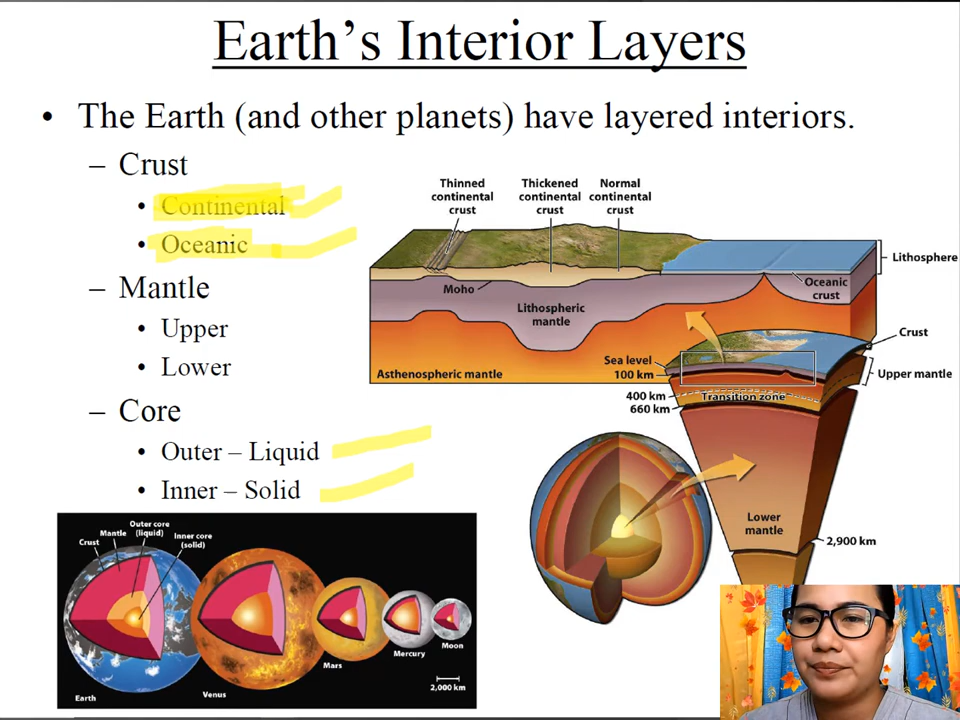 Earth's Interior Layers
• The Earth (and other planets) have layered interiors.
– Crust
• Continental
• Oceanic
– Mantle
• Upper
• Lower
– Core
• Outer – Liquid
• Inner – Solid
Thinned
continental
crust
Thickened
continental
crust
Normal
continental
crust
Lithosphere
Oceanic
crust
Moho
Lithospheric
mantle
Asthenospheric mantle
Crust
Sea level
100 km
Upper mantle
400 km
Transition zone
660 km
Lower
mantle
2,900 km
Outer core
(liquid)
Mantle
Crust
Inner core
(solid)
Earth
Venus
Mars
Mercury
Moon
2,000 km